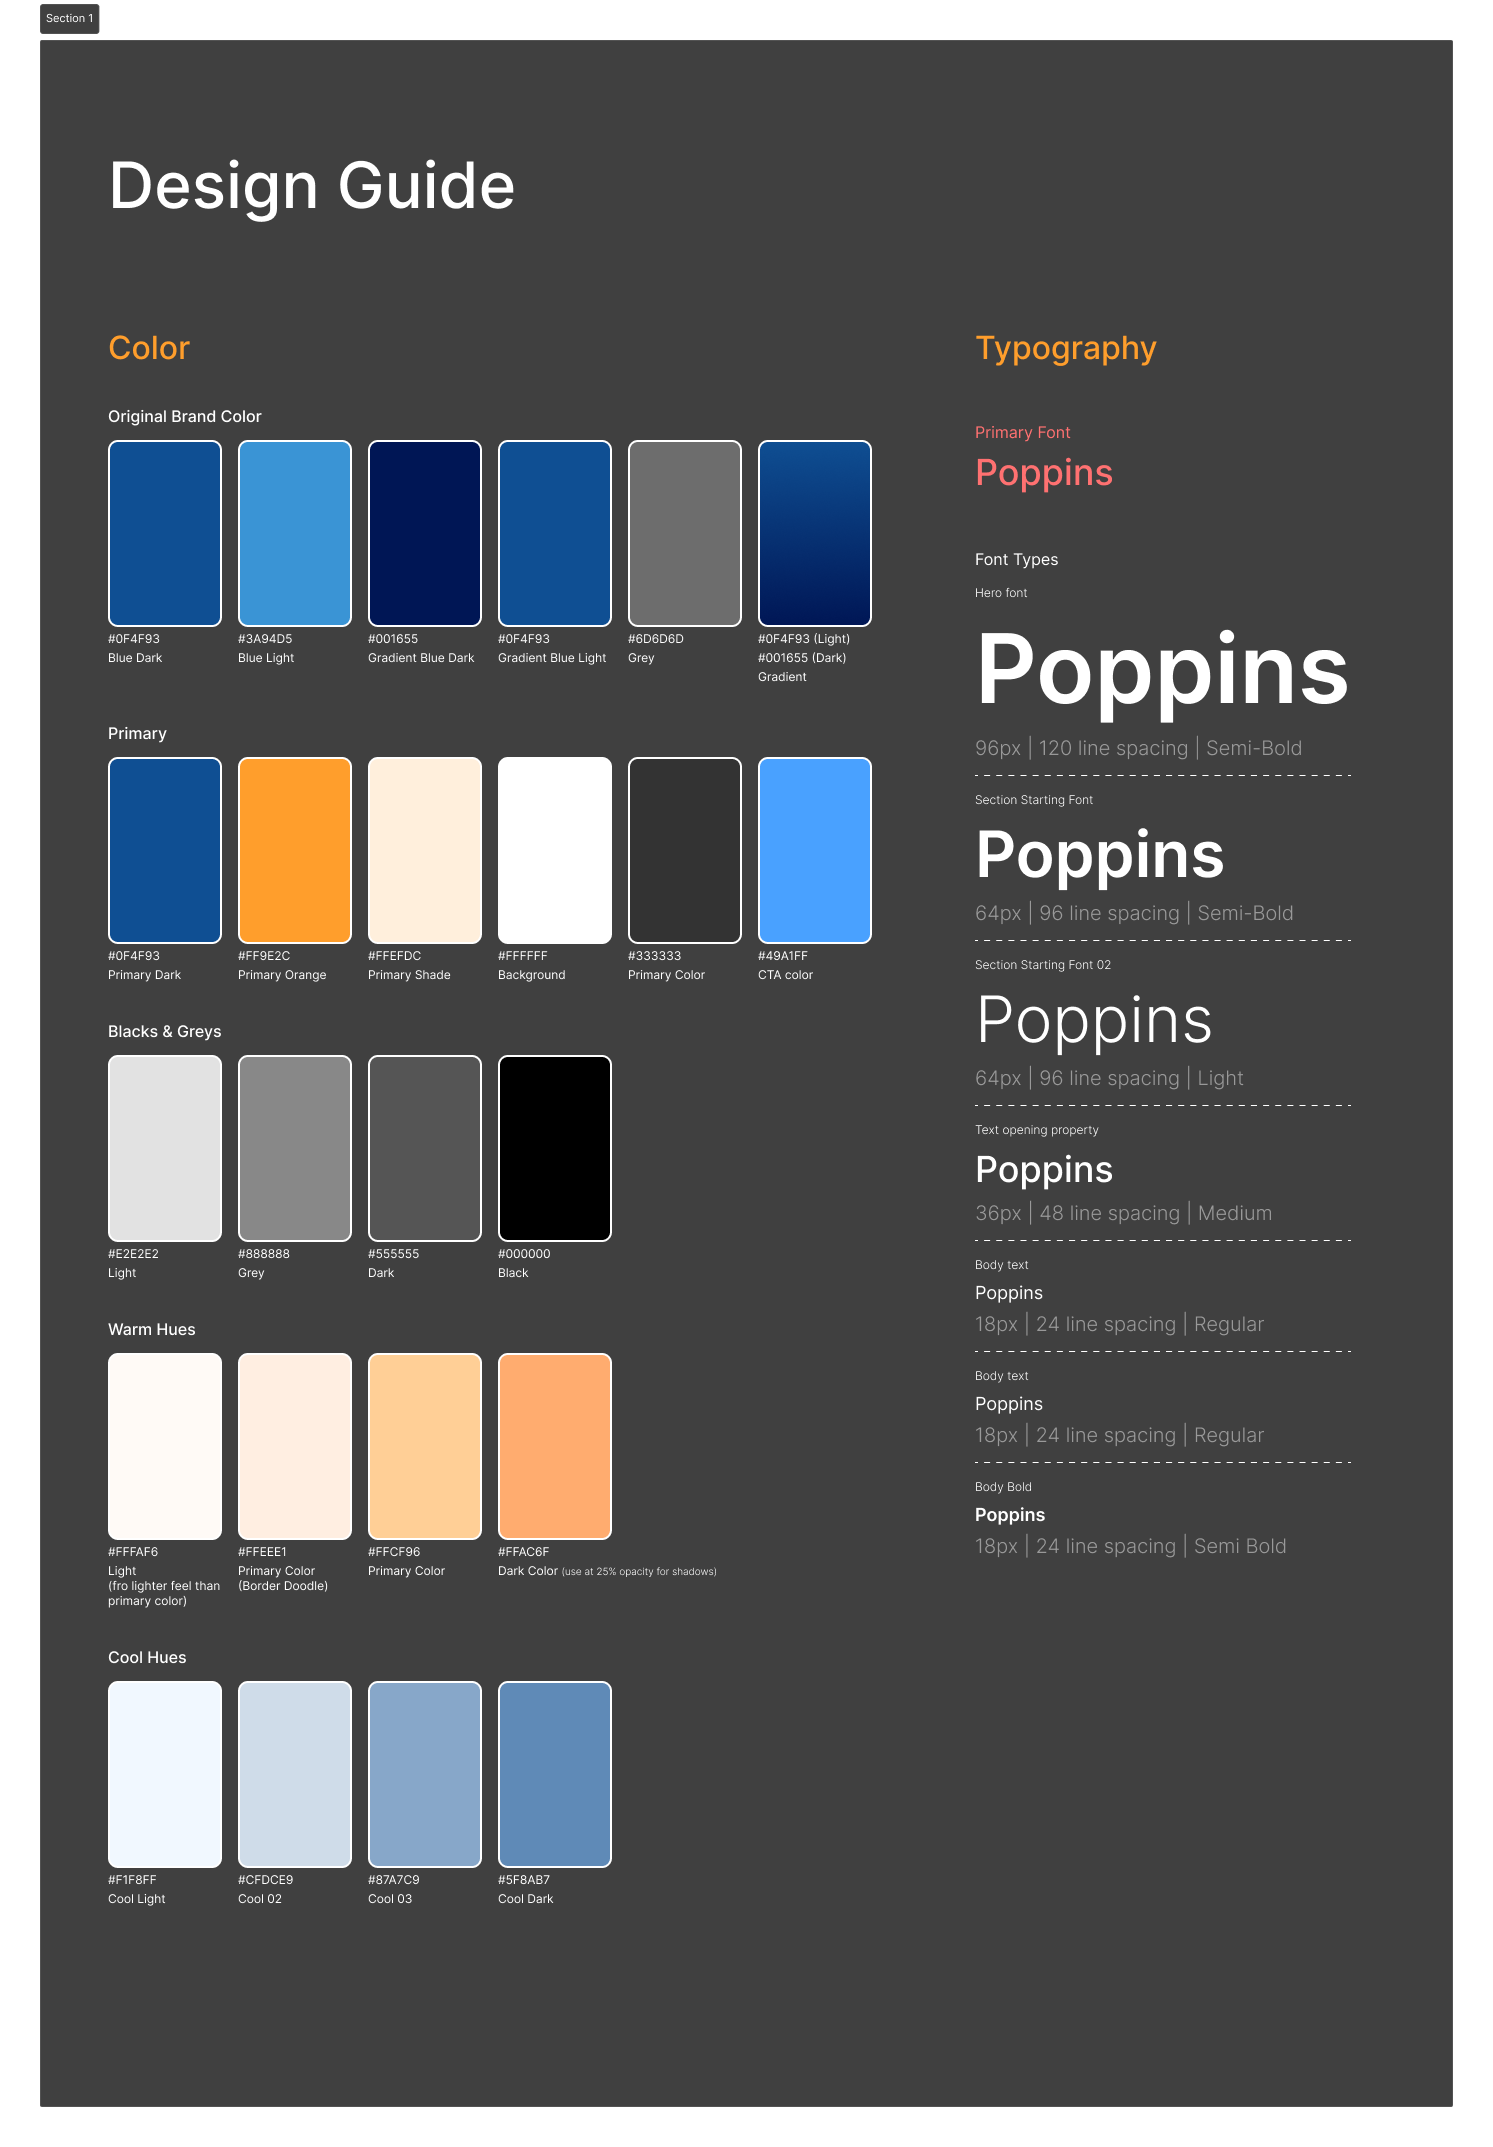 Section 1
Design Guide
Color
Original Brand Color
#0F4F93
Blue Dark
#3A94D5
Blue Light
#001655
Gradient Blue Dark
#0F4F93
Gradient Blue Light
#6D6D6D
Grey
#0F4F93 (Light)
#001655 (Dark)
Gradient
Primary
#0F4F93
Primary Dark
#FF9E2C
Primary Orange
#FFEFDC
Primary Shade
#FFFFFF
Background
#333333
Primary Color
#49A1FF
CTA color
Blacks & Greys
#E2E2E2
Light
#888888
Grey
#555555
Dark
#000000
Black
Warm Hues
#FFFAF6
Light
(fro lighter feel than
primary color)
#FFEEE1
Primary Color
(Border Doodle)
#FFCF96
Primary Color
#FFAC6F
Dark Color (use at 25% opacity for shadows)
Cool Hues
#F1F8FF
Cool Light
#CFDCE9
Cool 02
#87A7C9
Cool 03
#5F8AB7
Cool Dark
Typography
Primary Font
Poppins
Font Types
Hero font
Poppins
96px | 120 line spacing | Semi-Bold
Section Starting Font
Poppins
64px | 96 line spacing | Semi-Bold
Section Starting Font 02
Poppins
64px | 96 line spacing | Light
Text opening property
Poppins
36px | 48 line spacing | Medium
Body text
Poppins
18px | 24 line spacing | Regular
Body text
Poppins
18px | 24 line spacing | Regular
Body Bold
Poppins
18px | 24 line spacing | Semi Bold